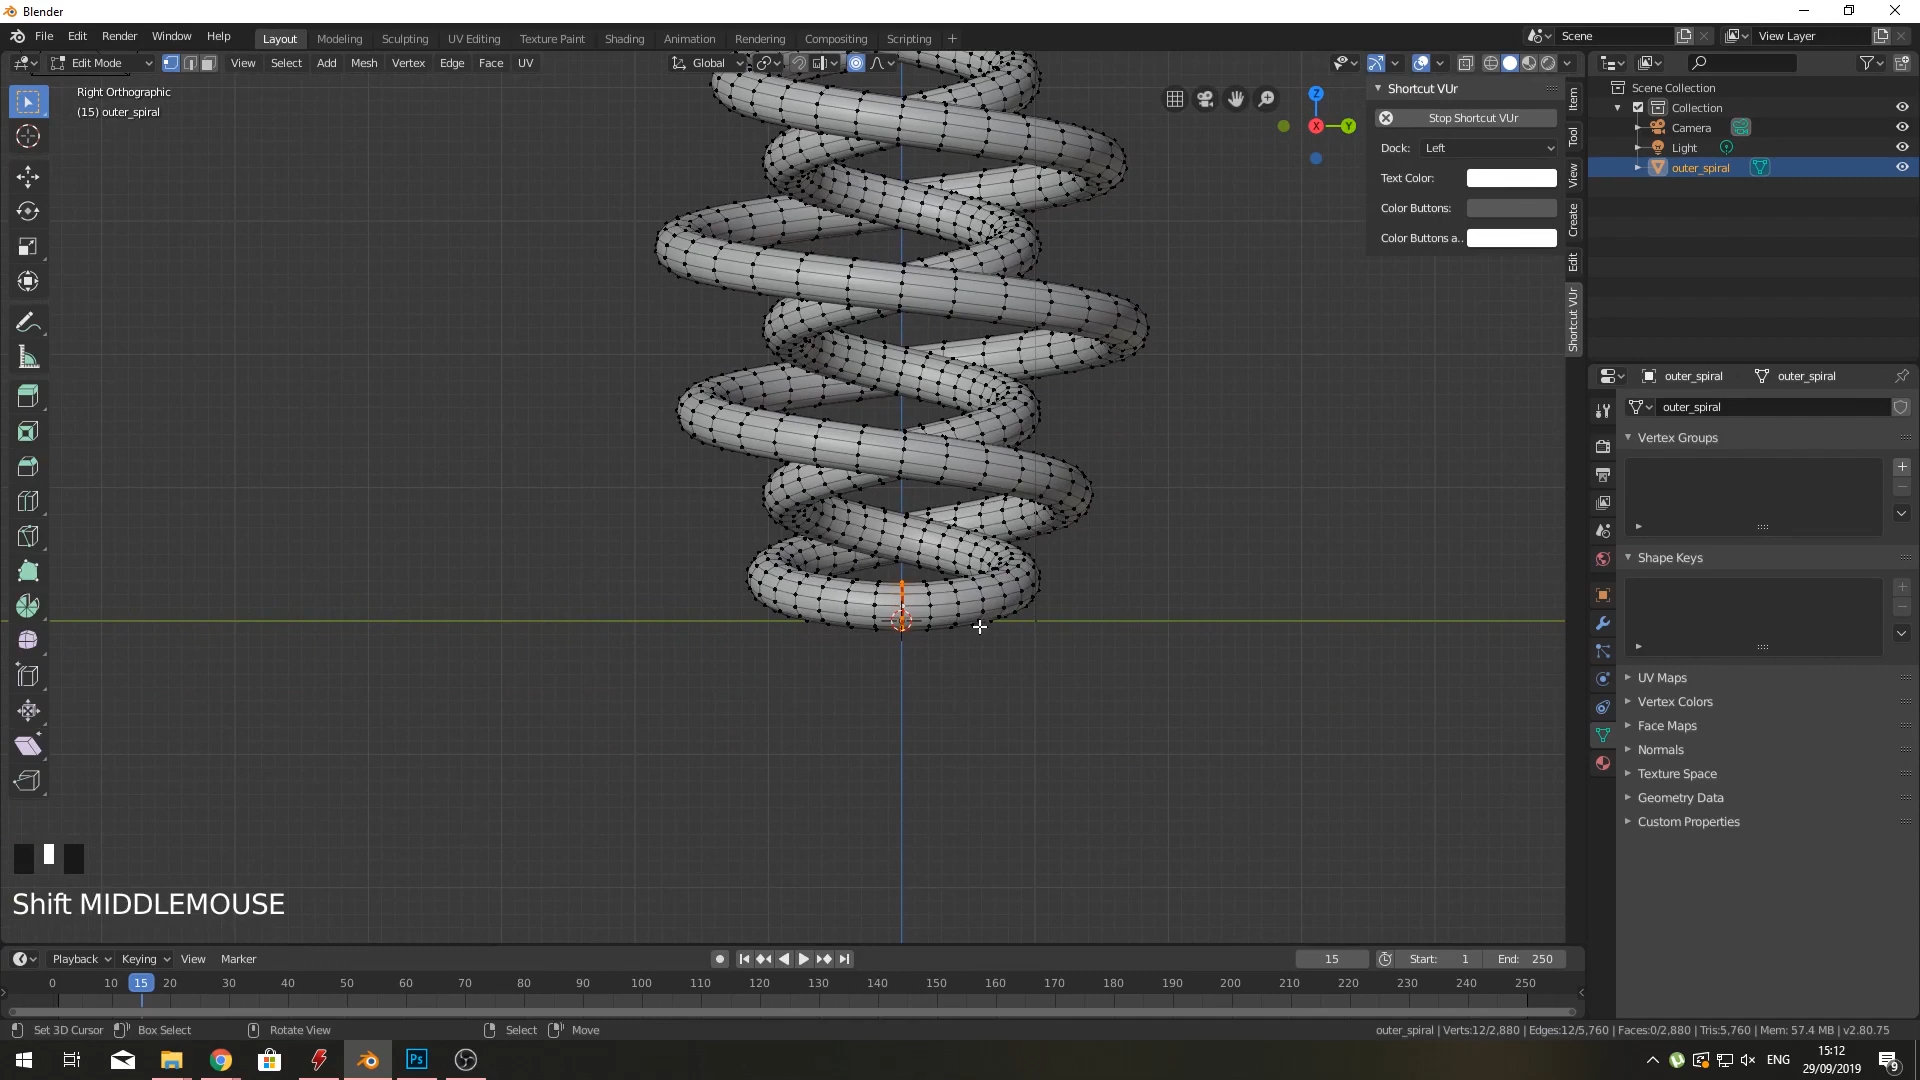 Blender
File Edit Render Window Help
Layout Modeling Sculpting UV Editing Texture Paint Shading Animation Rendering Compositing Scripting +
Scene
View Layer
Edit Mode
View Select Add Mesh Vertex Edge Face UV
Global
Right Orthographic
(15) outer_spiral
Z
X
Y
Shortcut VUr
Stop Shortcut VUr
Dock: Left
Text Color:
Color Buttons:
Color Buttons a..
Item
Tool
View
Create
Edit
Shortcut VUr
Scene Collection
Collection
Camera
Light
outer_spiral
outer_spiral outer_spiral
outer_spiral
Vertex Groups
Shape Keys
UV Maps
Vertex Colors
Face Maps
Normals
Texture Space
Geometry Data
Custom Properties
Shift MIDDLEMOUSE
Playback Keying View Marker
15 Start: 1 End: 250
0 10 15 20 30 40 50 60 70 80 90 100 110 120 130 140 150 160 170 180 190 200 210 220 230 240 250
Set 3D Cursor Box Select Rotate View Select Move
outer_spiral | Verts:12/2,880 | Edges:12/5,760 | Faces:0/2,880 | Tris:5,760 | Mem: 57.4 MB | v2.80.75
Ps
ENG
15:12
29/09/2019
9